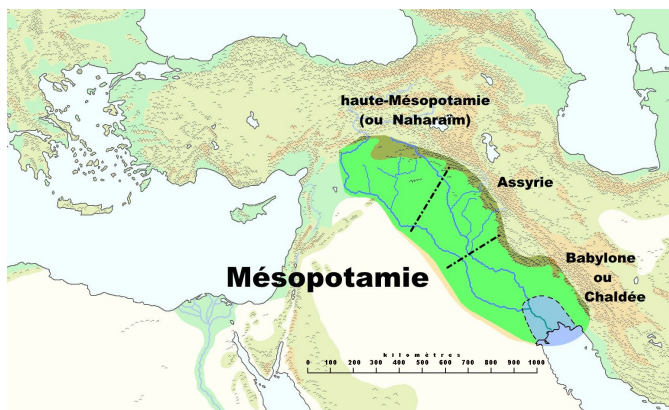 haute-Mésopotamie
(ou Naharaïm)
Assyrie
Babylone
ou
Chaldée
Mésopotamie
kilomètres
0 100 200 300 400 500 600 700 800 900 1000